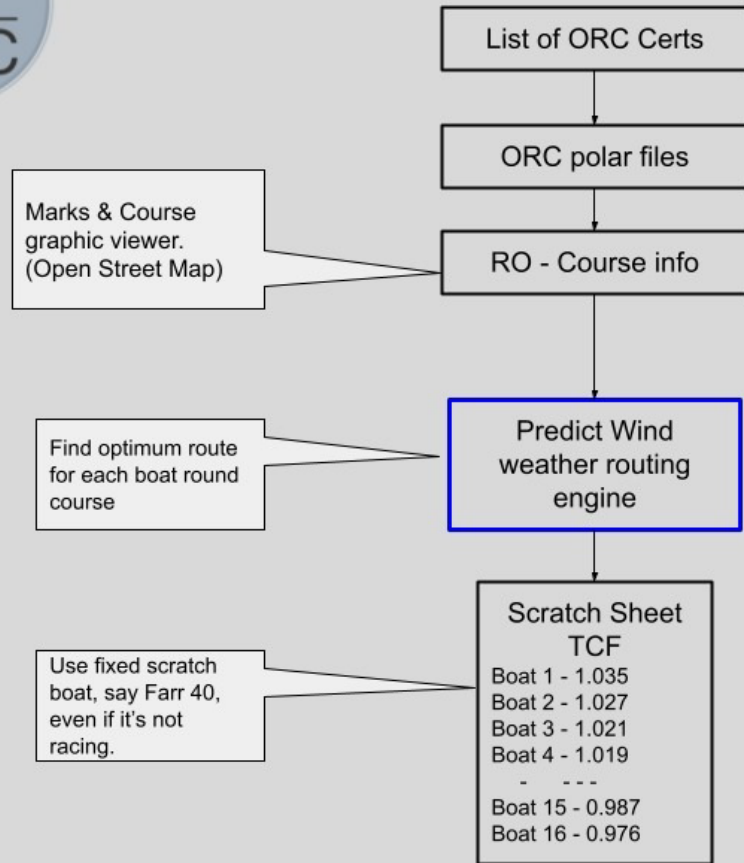 C
List of ORC Certs
ORC polar files
Marks & Course
graphic viewer.
(Open Street Map)
RO - Course info
Find optimum route
for each boat round
course
Predict Wind
weather routing
engine
Use fixed scratch
boat, say Farr 40,
even if it's not
racing.
Scratch Sheet
TCF
Boat 1 - 1.035
Boat 2 - 1.027
Boat 3 - 1.021
Boat 4 - 1.019
- - - -
Boat 15 - 0.987
Boat 16 - 0.976